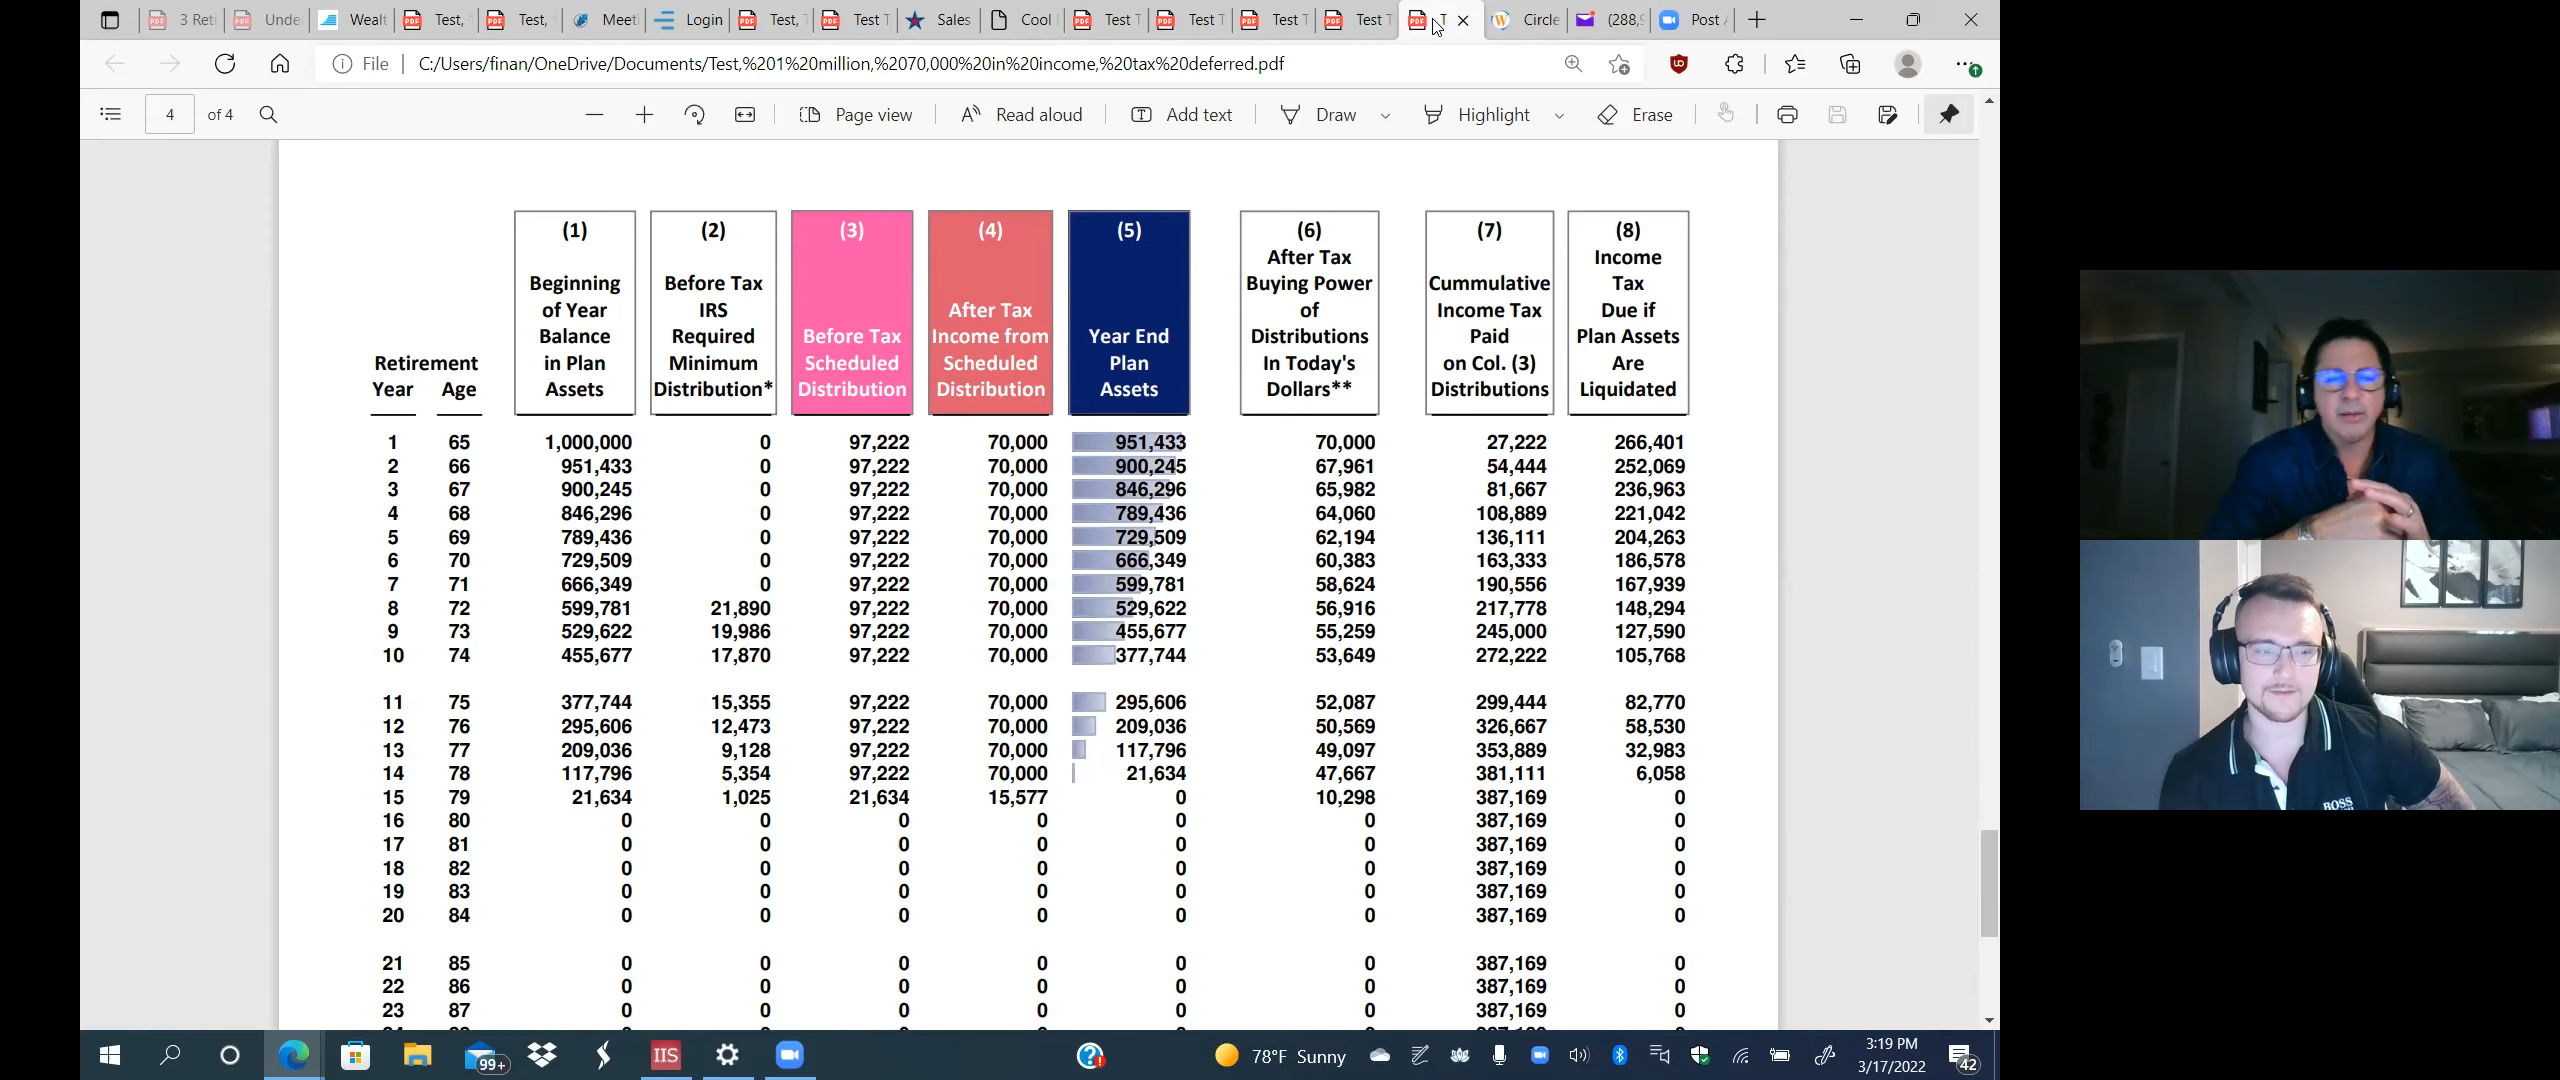 3 Reti
Unde
Wealt
Test,
Test,
Meeti
Login
Test,
Test T
Sales
Cool
Test T
Test T
Test T
Test T
T
Circle
(288,9
Post A
File C:/Users/finan/OneDrive/Documents/Test,%201%20million,%2070,000%20in%20income,%20tax%20deferred.pdf
4 of 4 Page view Read aloud Add text Draw Highlight Erase
Retirement
Year Age
(1)
Beginning
of Year
Balance
in Plan
Assets
(2)
Before Tax
IRS
Required
Minimum
Distribution*
(3)
Before Tax
Scheduled
Distribution
(4)
After Tax
Income from
Scheduled
Distribution
(5)
Year End
Plan
Assets
(6)
After Tax
Buying Power
of
Distributions
In Today's
Dollars**
(7)
Cummulative
Income Tax
Paid
on Col. (3)
Distributions
(8)
Income
Tax
Due if
Plan Assets
Are
Liquidated
1 65 1,000,000 0 97,222 70,000 951,433 70,000 27,222 266,401
2 66 951,433 0 97,222 70,000 900,245 67,961 54,444 252,069
3 67 900,245 0 97,222 70,000 846,296 65,982 81,667 236,963
4 68 846,296 0 97,222 70,000 789,436 64,060 108,889 221,042
5 69 789,436 0 97,222 70,000 729,509 62,194 136,111 204,263
6 70 729,509 0 97,222 70,000 666,349 60,383 163,333 186,578
7 71 666,349 0 97,222 70,000 599,781 58,624 190,556 167,939
8 72 599,781 21,890 97,222 70,000 529,622 56,916 217,778 148,294
9 73 529,622 19,986 97,222 70,000 455,677 55,259 245,000 127,590
10 74 455,677 17,870 97,222 70,000 377,744 53,649 272,222 105,768
11 75 377,744 15,355 97,222 70,000 295,606 52,087 299,444 82,770
12 76 295,606 12,473 97,222 70,000 209,036 50,569 326,667 58,530
13 77 209,036 9,128 97,222 70,000 117,796 49,097 353,889 32,983
14 78 117,796 5,354 97,222 70,000 21,634 47,667 381,111 6,058
15 79 21,634 1,025 21,634 15,577 0 10,298 387,169 0
16 80 0 0 0 0 0 0 387,169 0
17 81 0 0 0 0 0 0 387,169 0
18 82 0 0 0 0 0 0 387,169 0
19 83 0 0 0 0 0 0 387,169 0
20 84 0 0 0 0 0 0 387,169 0
21 85 0 0 0 0 0 0 387,169 0
22 86 0 0 0 0 0 0 387,169 0
23 87 0 0 0 0 0 0 387,169 0
BOSS
99+
IIS
78°F Sunny
3:19 PM
3/17/2022
42